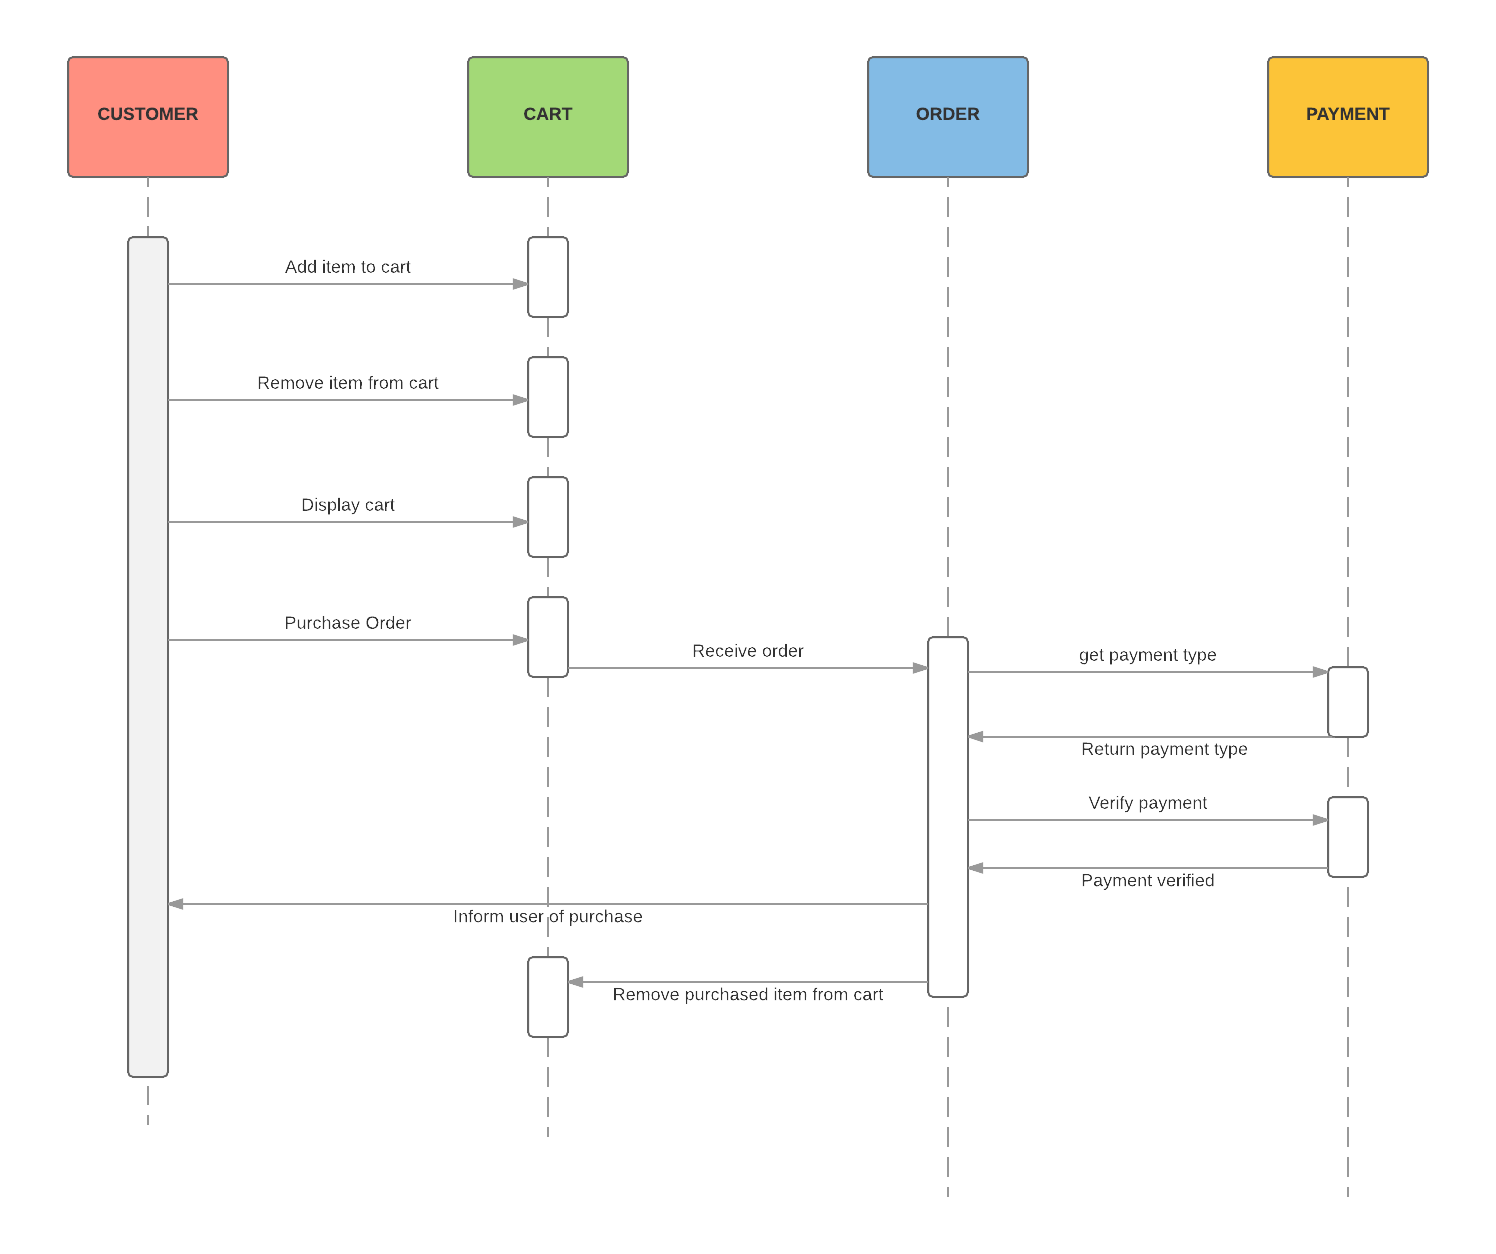 CUSTOMER
CART
ORDER
PAYMENT
Add item to cart
Remove item from cart
Display cart
Purchase Order
Receive order
get payment type
Return payment type
Verify payment
Payment verified
Inform user of purchase
Remove purchased item from cart